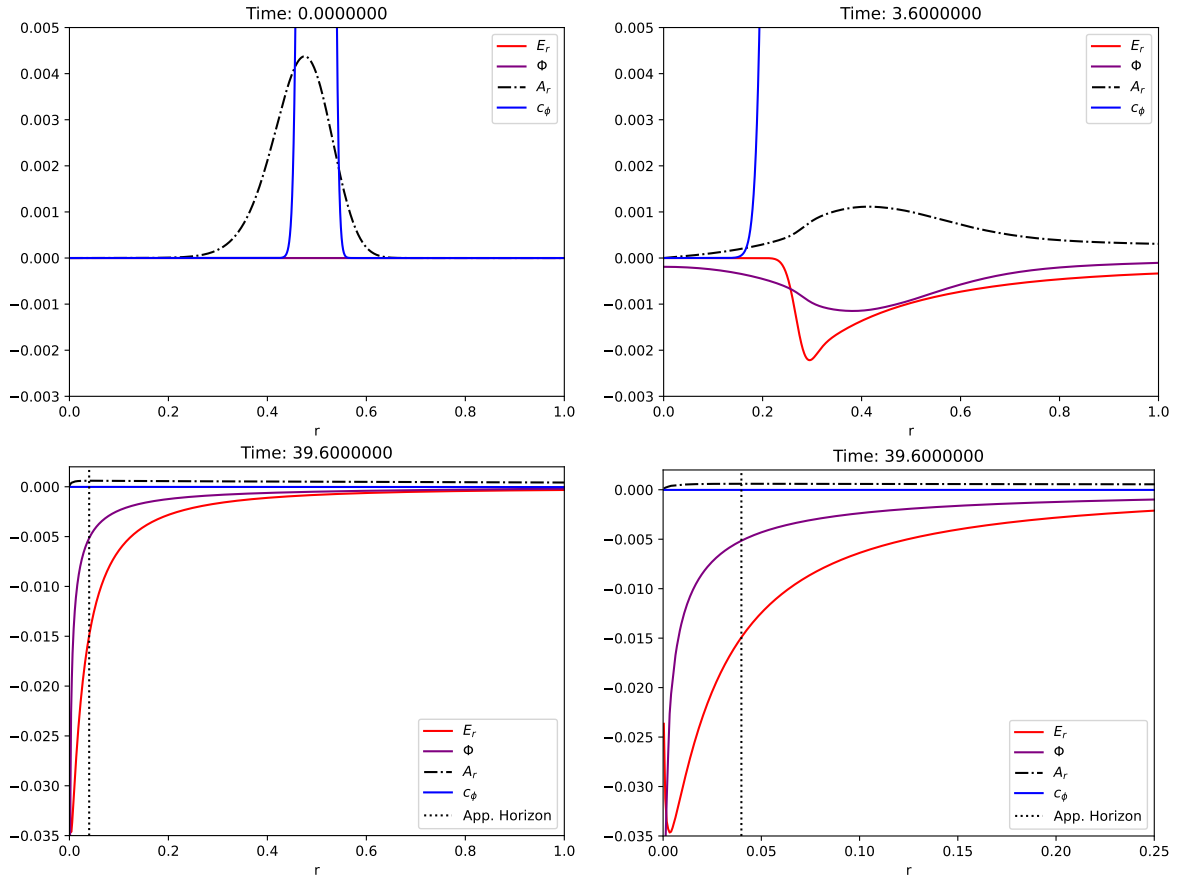 Time: 0.0000000
0.005
0.004
0.003
0.002
0.001
0.000
−0.001
−0.002
−0.003
0.0 0.2 0.4 0.6 0.8 1.0
r
E_r
Φ
A_r
c_ϕ
Time: 3.6000000
0.005
0.004
0.003
0.002
0.001
0.000
−0.001
−0.002
−0.003
0.0 0.2 0.4 0.6 0.8 1.0
r
E_r
Φ
A_r
c_ϕ
Time: 39.6000000
0.000
−0.005
−0.010
−0.015
−0.020
−0.025
−0.030
−0.035
0.0 0.2 0.4 0.6 0.8 1.0
r
E_r
Φ
A_r
c_ϕ
App. Horizon
Time: 39.6000000
0.000
−0.005
−0.010
−0.015
−0.020
−0.025
−0.030
−0.035
0.00 0.05 0.10 0.15 0.20 0.25
r
E_r
Φ
A_r
c_ϕ
App. Horizon